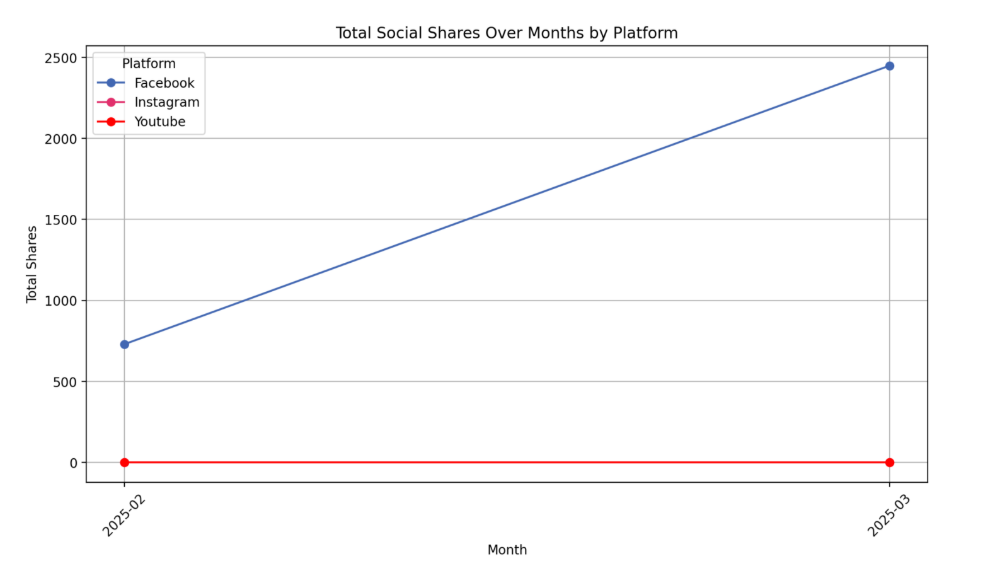 Total Social Shares Over Months by Platform
Platform
Facebook
Instagram
Youtube
Total Shares
2500
2000
1500
1000
500
0
2025-02
2025-03
Month